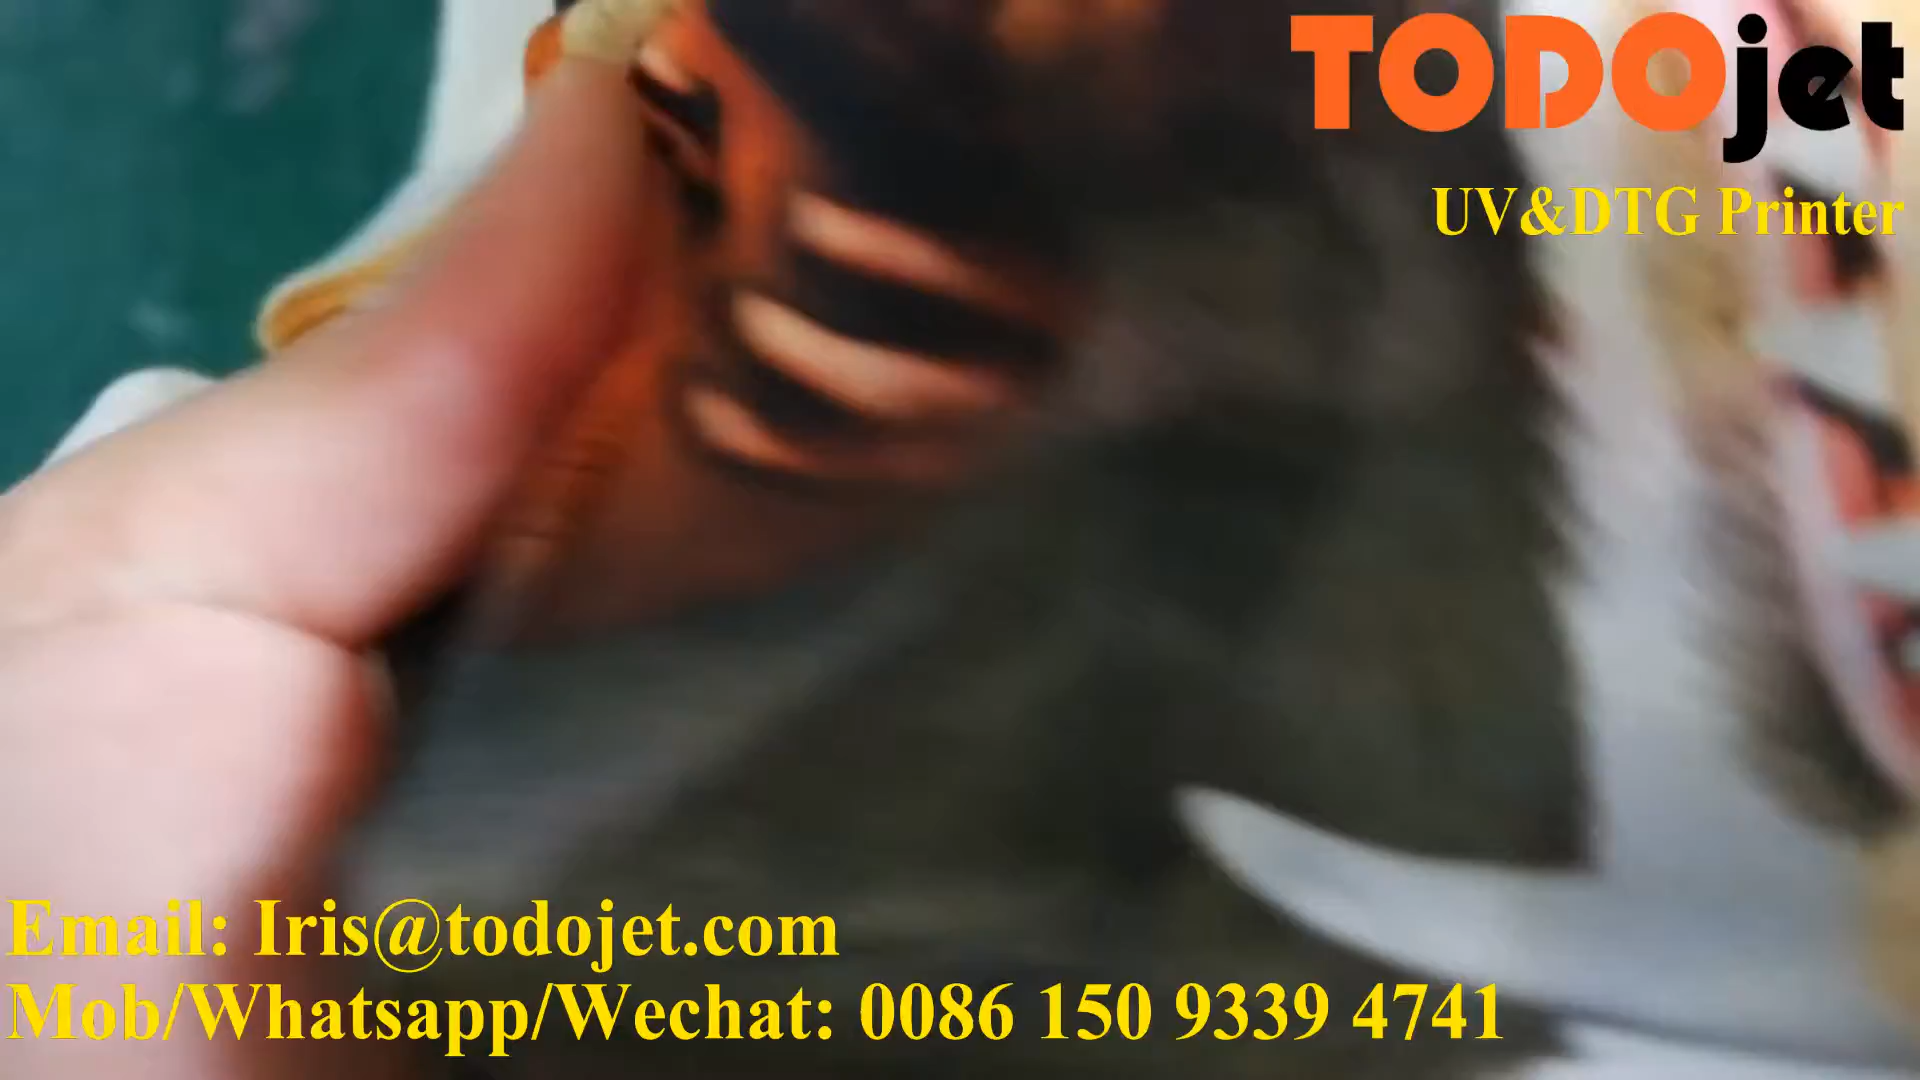 TODOjet
UV&DTG Printer
Email: Iris@todojet.com
Mob/Whatsapp/Wechat: 0086 150 9339 4741